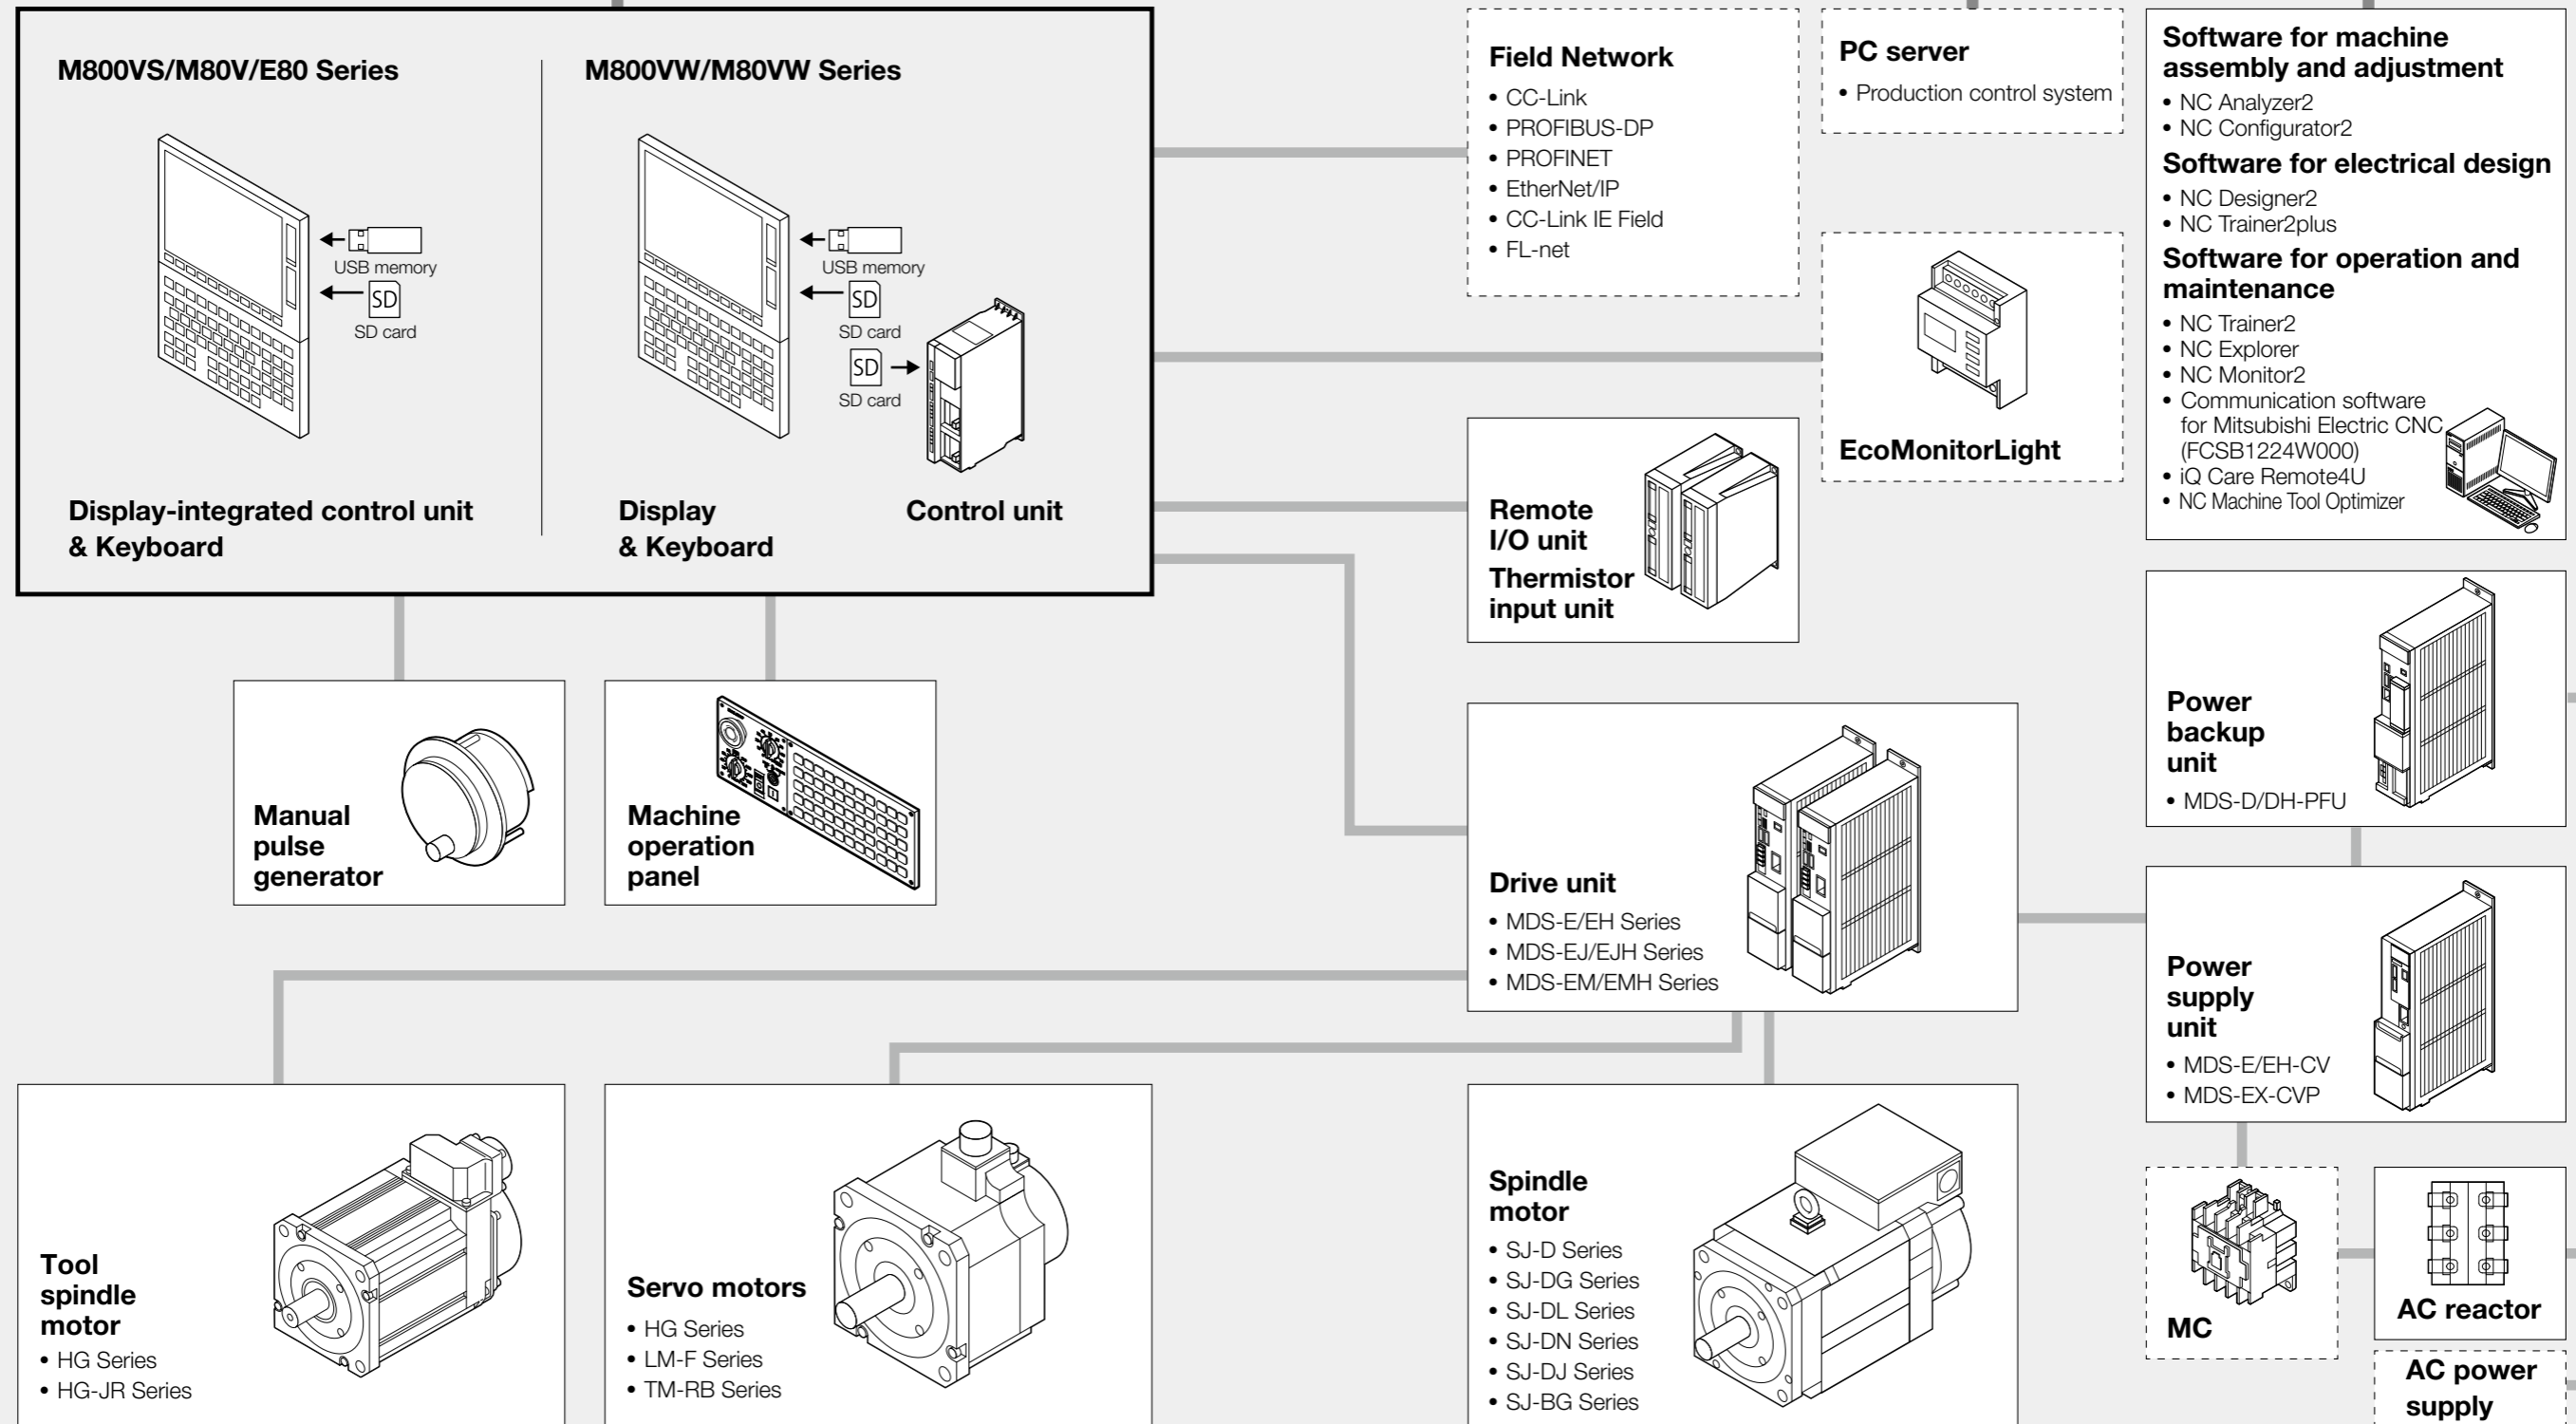 M800VS/M80V/E80 Series
USB memory
SD
SD card
Display-integrated control unit
& Keyboard
M800VW/M80VW Series
USB memory
SD
SD card
SD
SD card
Display
& Keyboard
Control unit
Field Network
• CC-Link
• PROFIBUS-DP
• PROFINET
• EtherNet/IP
• CC-Link IE Field
• FL-net
PC server
• Production control system
EcoMonitorLight
Software for machine
assembly and adjustment
• NC Analyzer2
• NC Configurator2
Software for electrical design
• NC Designer2
• NC Trainer2plus
Software for operation and
maintenance
• NC Trainer2
• NC Explorer
• NC Monitor2
• Communication software
for Mitsubishi Electric CNC
(FCSB1224W000)
• iQ Care Remote4U
• NC Machine Tool Optimizer
Remote
I/O unit
Thermistor
input unit
Manual
pulse
generator
Machine
operation
panel
Drive unit
• MDS-E/EH Series
• MDS-EJ/EJH Series
• MDS-EM/EMH Series
Power
backup
unit
• MDS-D/DH-PFU
Power
supply
unit
• MDS-E/EH-CV
• MDS-EX-CVP
Tool
spindle
motor
• HG Series
• HG-JR Series
Servo motors
• HG Series
• LM-F Series
• TM-RB Series
Spindle
motor
• SJ-D Series
• SJ-DG Series
• SJ-DL Series
• SJ-DN Series
• SJ-DJ Series
• SJ-BG Series
MC
AC reactor
AC power
supply